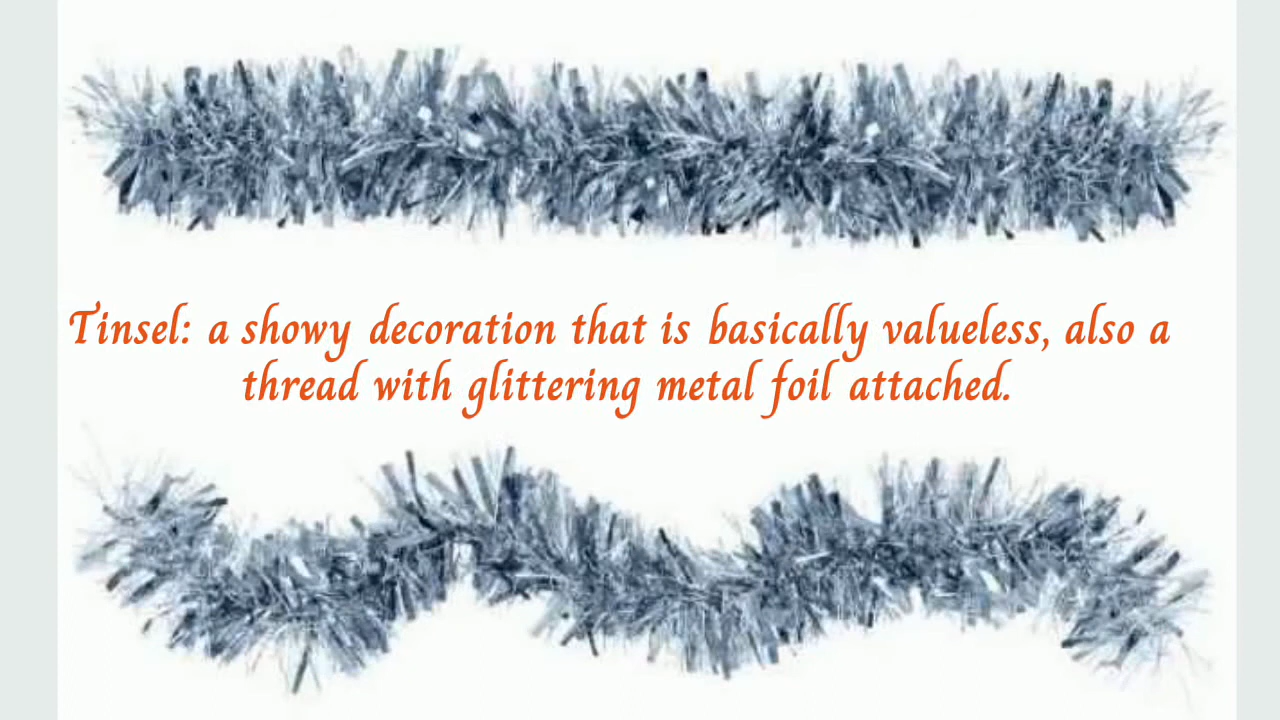 Tinsel: a showy decoration that is basically valueless, also a
thread with glittering metal foil attached.